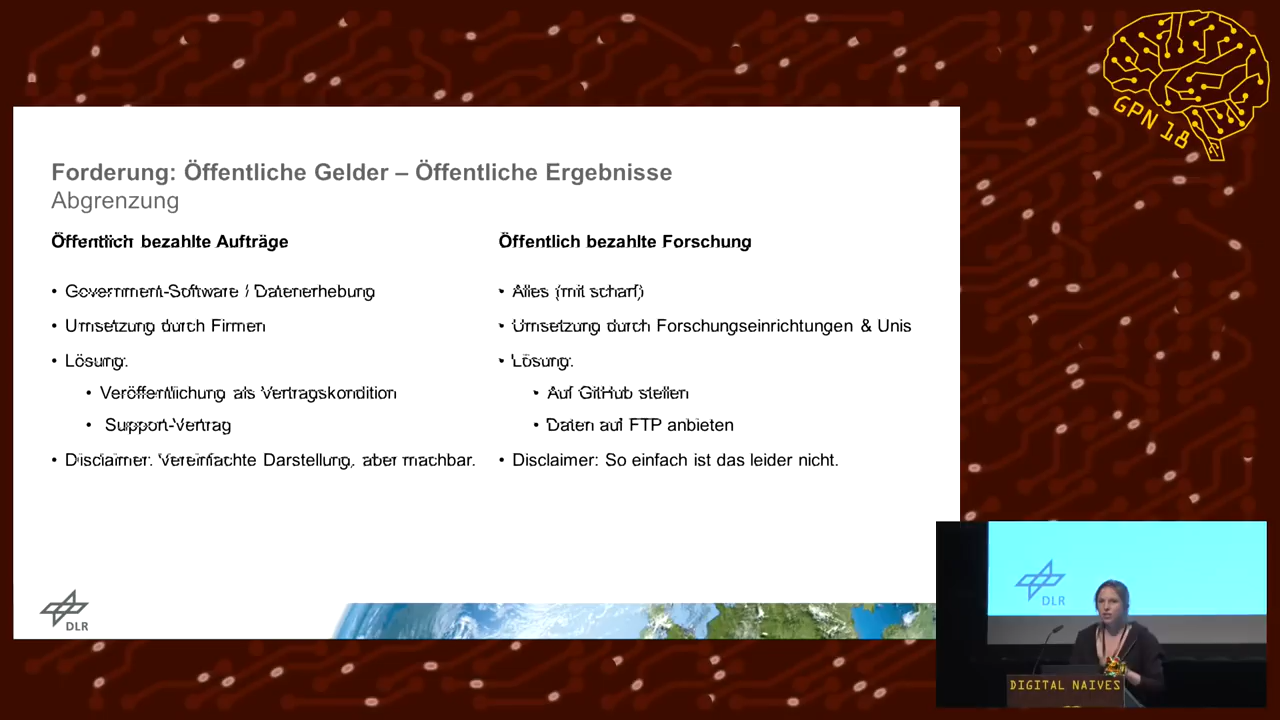 GPN 18
Forderung: Öffentliche Gelder – Öffentliche Ergebnisse
Abgrenzung
Öffentlich bezahlte Aufträge
• Government-Software / Datenerhebung
• Umsetzung durch Firmen
• Lösung:
• Veröffentlichung als Vertragskondition
• Support-Vertrag
• Disclaimer: Vereinfachte Darstellung, aber machbar.
Öffentlich bezahlte Forschung
• Alles (mit scharf)
• Umsetzung durch Forschungseinrichtungen & Unis
• Lösung:
• Auf GitHub stellen
• Daten auf FTP anbieten
• Disclaimer: So einfach ist das leider nicht.
DLR
DLR
DIGITAL NAIVES